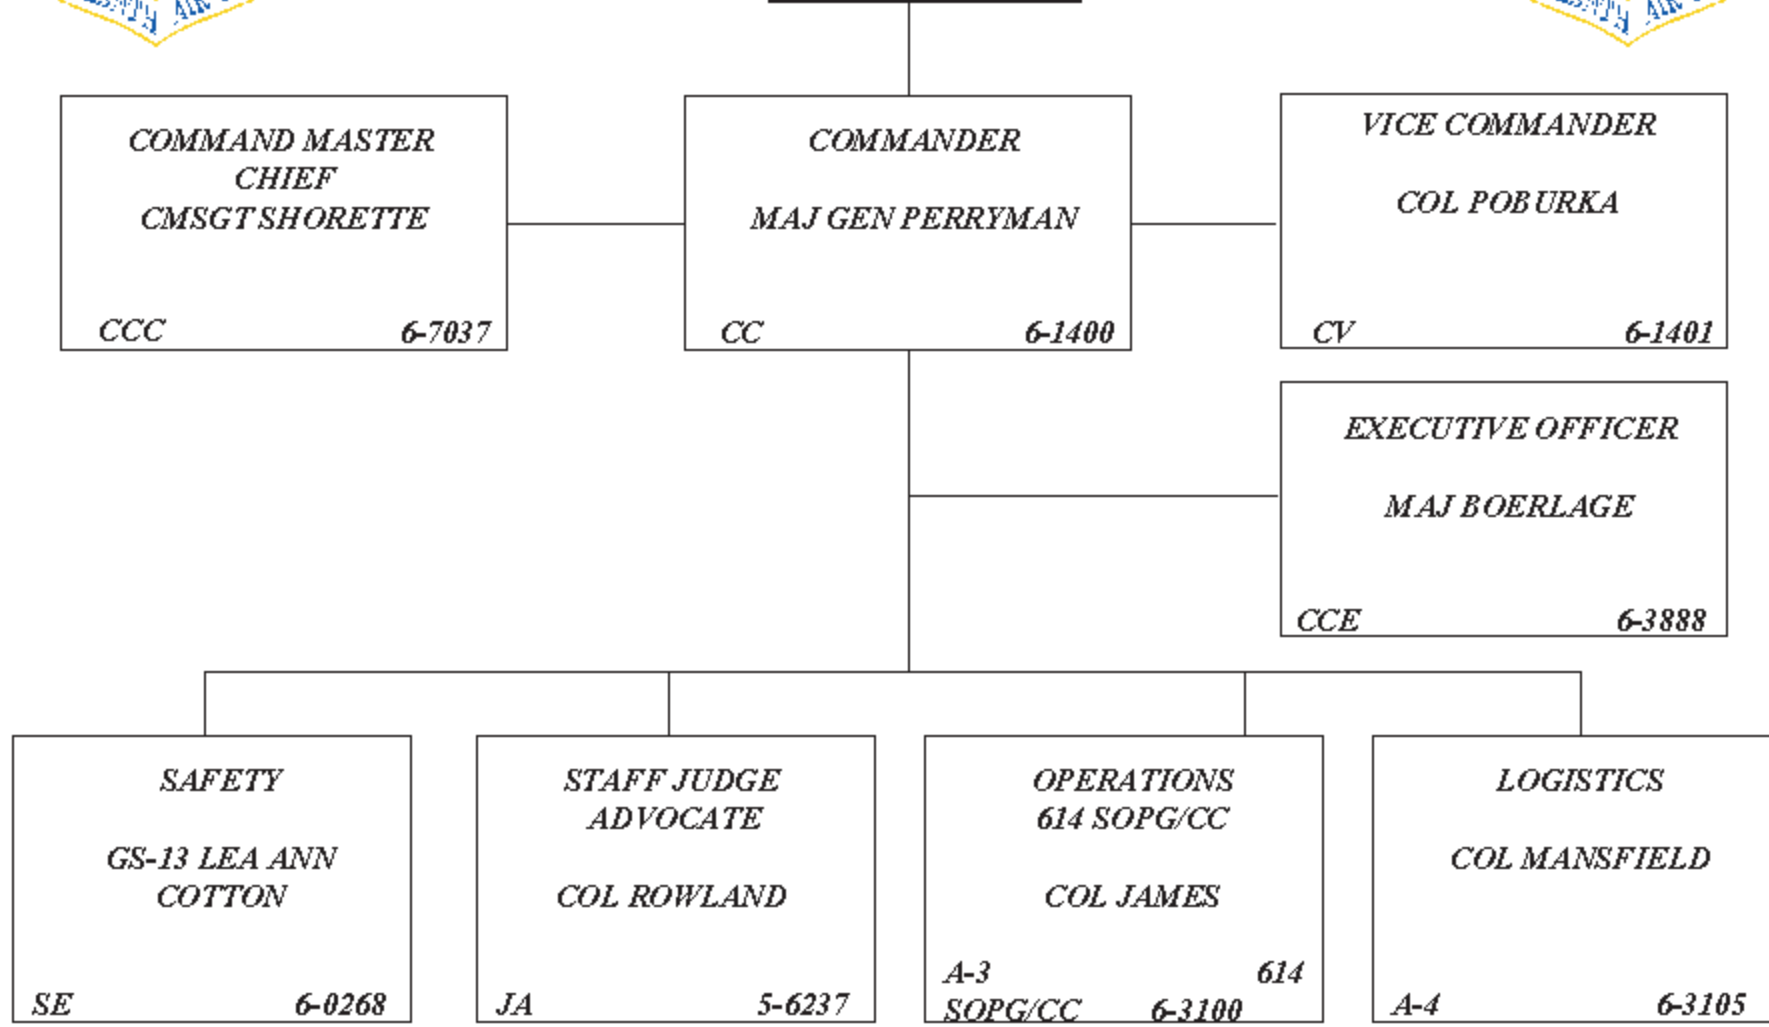 COMMAND MASTER
CHIEF
CMSGT SHORETTE
CCC 6-7037
COMMANDER
MAJ GEN PERRYMAN
CC 6-1400
VICE COMMANDER
COL POBURKA
CV 6-1401
EXECUTIVE OFFICER
MAJ BOERLAGE
CCE 6-3888
SAFETY
GS-13 LEA ANN
COTTON
SE 6-0268
STAFF JUDGE
ADVOCATE
COL ROWLAND
JA 5-6237
OPERATIONS
614 SOPG/CC
COL JAMES
A-3 614
SOPG/CC 6-3100
LOGISTICS
COL MANSFIELD
A-4 6-3105